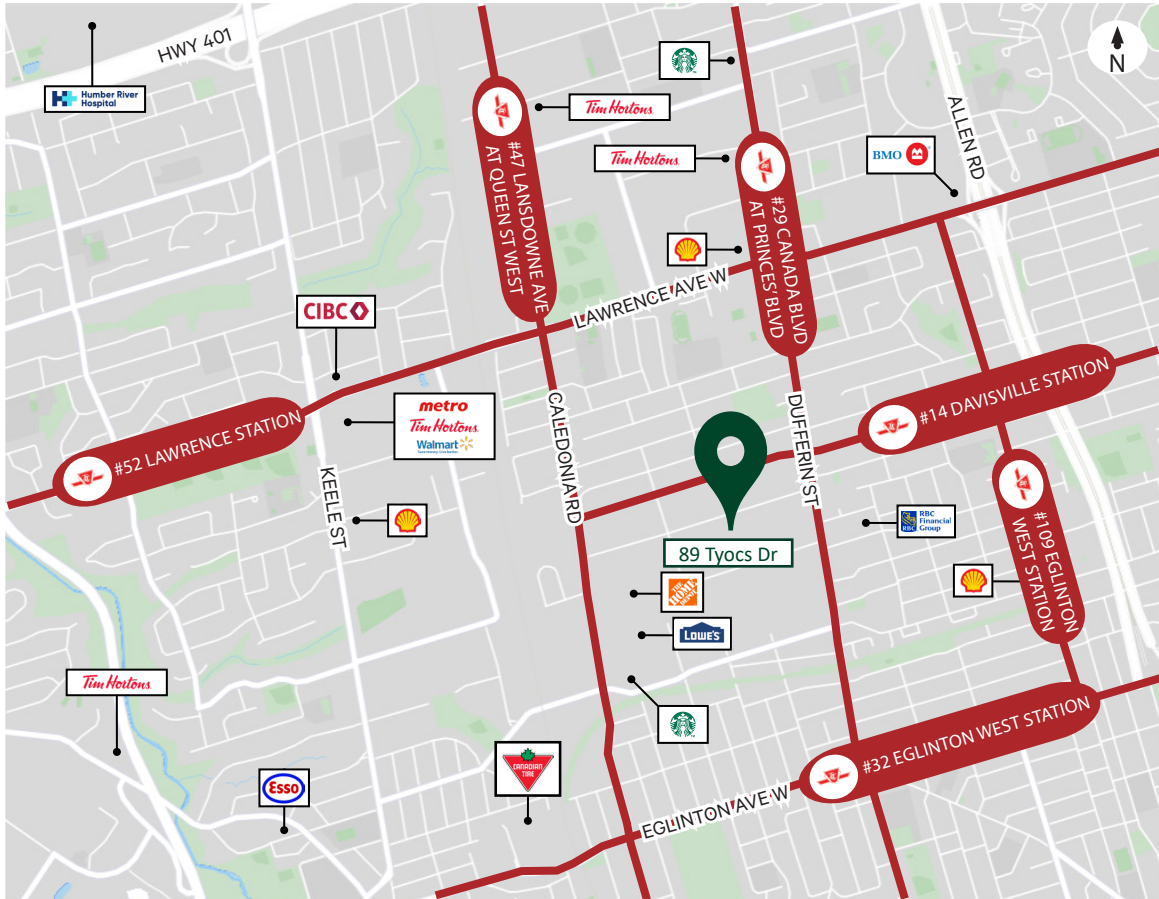 HWY 401
N
Humber River
Hospital
Tim Hortons
ALLEN RD
BMO
#47 LANSDOWNE AVE
AT QUEEN ST WEST
Tim Hortons
#29 CANADA BLVD
AT PRINCES' BLVD
LAWRENCE AVE W
CIBC
metro
Tim Hortons
Walmart
#52 LAWRENCE STATION
#14 DAVISVILLE STATION
CALEDONIA RD
DUFFERIN ST
KEELE ST
RBC
RBC
Financial
Group
#109 EGLINTON
WEST STATION
89 Tyocs Dr
THE
HOME
DEPOT
LOWE'S
Tim Hortons
#32 EGLINTON WEST STATION
CANADIAN
TIRE
Esso
EGLINTON AVE W